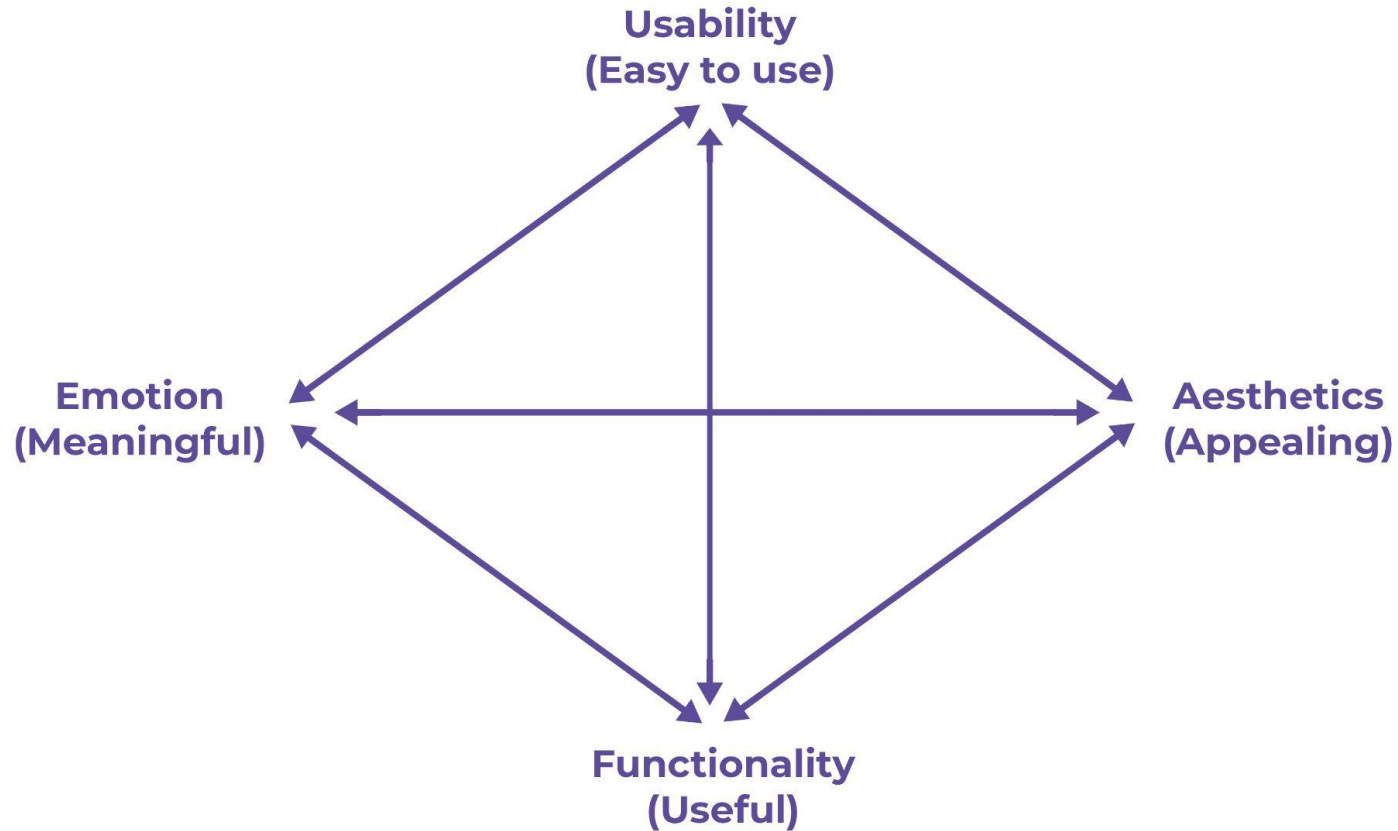 Usability
(Easy to use)
Emotion
(Meaningful)
Aesthetics
(Appealing)
Functionality
(Useful)